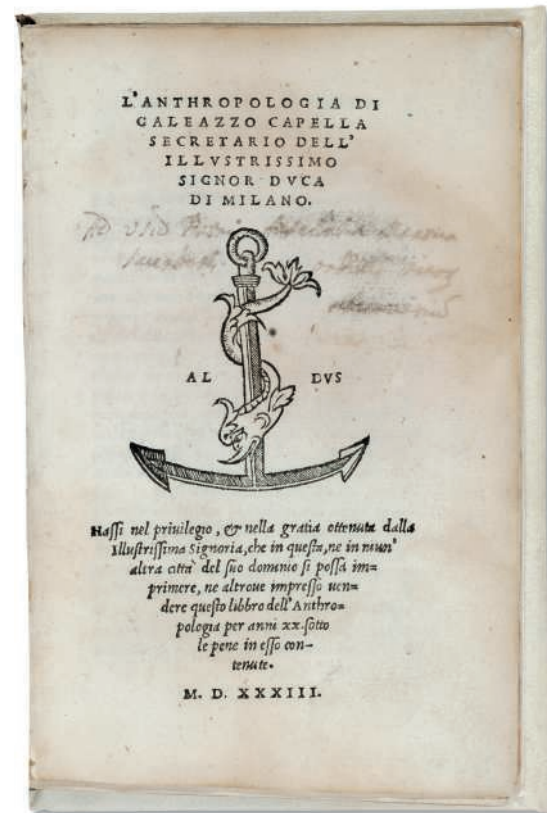 L'ANTHROPOLOGIA DI
GALEAZZO CAPELLA
SECRETARIO DELL'
ILLVSTRISSIMO
SIGNOR DVCA
DI MILANO.
AL DVS
Hassi nel priuilegio, & nella gratia ottenuta dalla
Illustrissima Signoria, che in questa, ne in niun'
altra citta del suo dominio si possa im=
primere, ne altroue impresso uen=
dere questo libbro dell'Anthro=
pologia per anni xx. sotto
le pene in esso con=
tenute.
M. D. XXXIII.